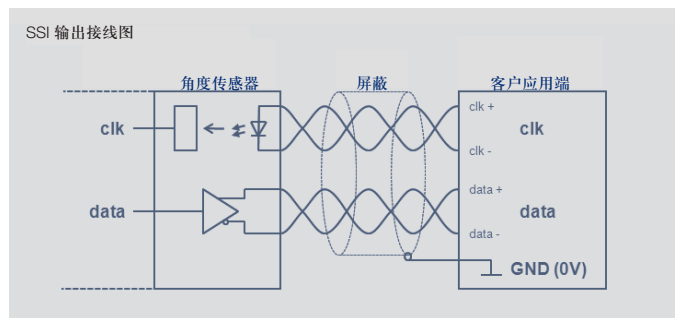 SSI 输出接线图
角度传感器
屏蔽
客户应用端
clk
clk +
clk
clk -
data
data +
data
data -
GND (0V)